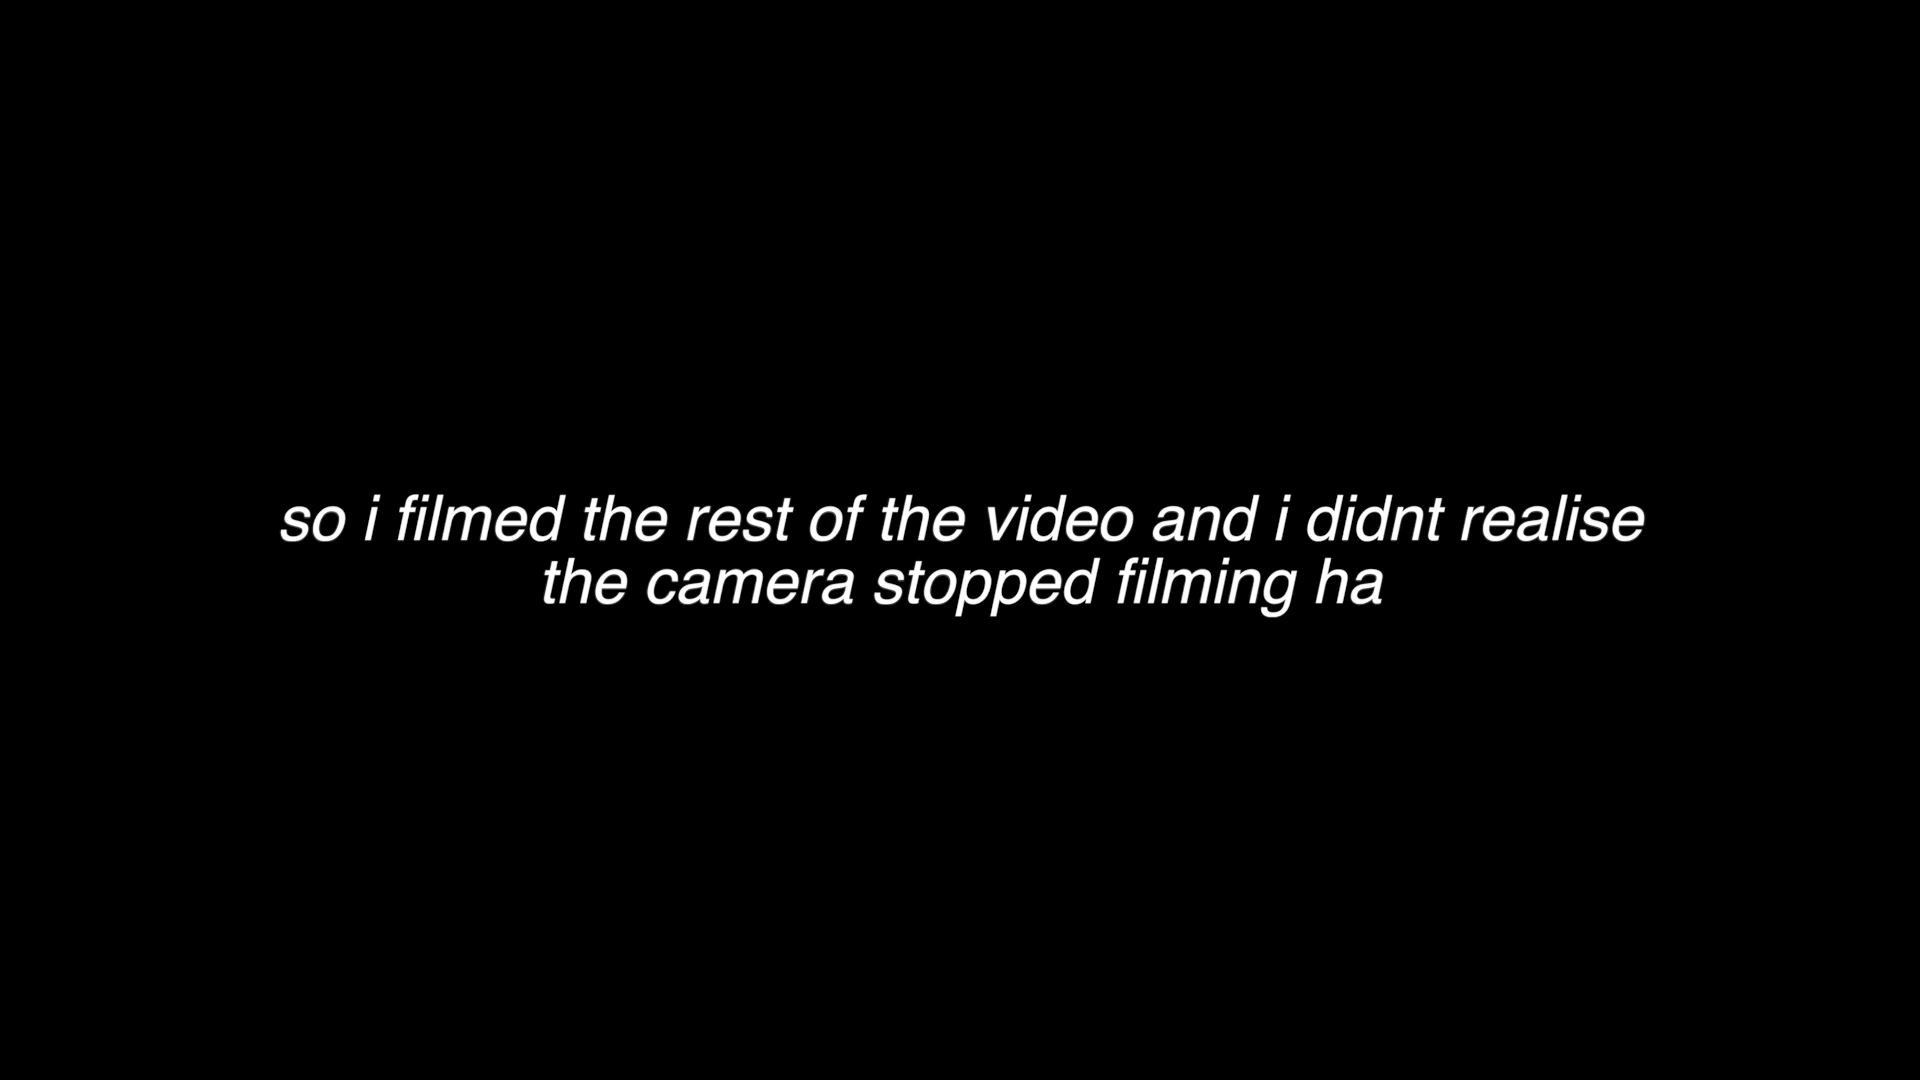 so i filmed the rest of the video and i didnt realise
the camera stopped filming ha